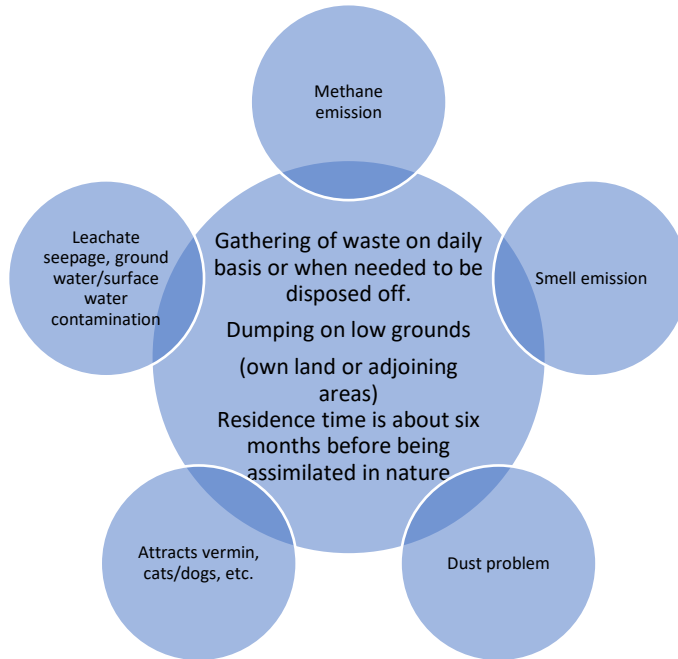 Methane
emission
Leachate
seepage, ground
water/surface
water
contamination
Gathering of waste on daily
basis or when needed to be
disposed off.
Dumping on low grounds
(own land or adjoining
areas)
Residence time is about six
months before being
assimilated in nature
Smell emission
Attracts vermin,
cats/dogs, etc.
Dust problem